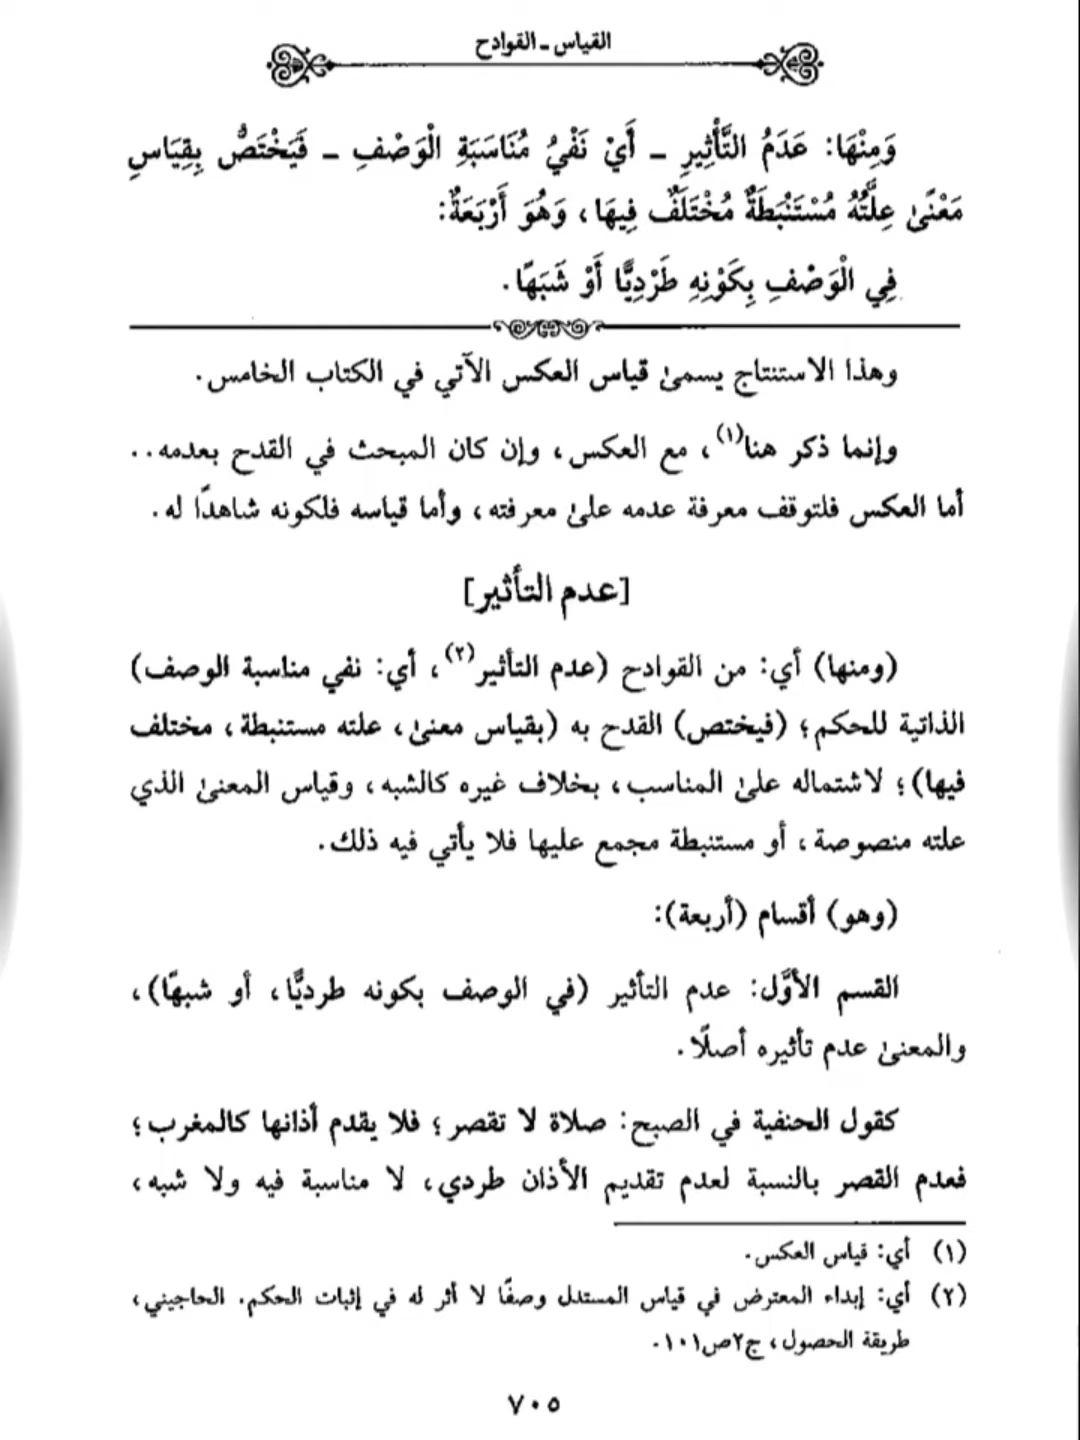 القياس ـ القوادح
وَمِنْهَا: عَدَمُ التَّأْثِيرِ ـ أَيْ نَفْيُ مُنَاسَبَةِ الْوَصْفِ ـ فَيَخْتَصُّ بِقِيَاسِ
مَعْنًى عِلَّتُهُ مُسْتَنْبَطَةٌ مُخْتَلَفٌ فِيهَا، وَهُوَ أَرْبَعَةٌ:
فِي الْوَصْفِ بِكَوْنِهِ طَرْدِيًّا أَوْ شَبَهًا.
وهذا الاستنتاج يسمى قياس العكس الآتي في الكتاب الخامس.
وإنما ذكر هنا(١)، مع العكس، وإن كان المبحث في القدح بعدمه..
أما العكس فلتوقف معرفة عدمه على معرفته، وأما قياسه فلكونه شاهدًا له.
[عدم التأثير]
(ومنها) أي: من القوادح (عدم التأثير(٢)، أي: نفي مناسبة الوصف)
الذاتية للحكم؛ (فيختص) القدح به (بقياس معنى، علته مستنبطة، مختلف
فيها)؛ لاشتماله على المناسب، بخلاف غيره كالشبه، وقياس المعنى الذي
علته منصوصة، أو مستنبطة مجمع عليها فلا يأتي فيه ذلك.
(وهو) أقسام (أربعة):
القسم الأوَّل: عدم التأثير (في الوصف بكونه طرديًّا، أو شبهًا)،
والمعنى عدم تأثيره أصلًا.
كقول الحنفية في الصبح: صلاة لا تقصر؛ فلا يقدم أذانها كالمغرب؛
فعدم القصر بالنسبة لعدم تقديم الأذان طردي، لا مناسبة فيه ولا شبه،
(١) أي: قياس العكس.
(٢) أي: إبداء المعترض في قياس المستدل وصفًا لا أثر له في إثبات الحكم. الحاجيني،
طريقة الحصول، ج٢ص١٠١.
٧٠٥